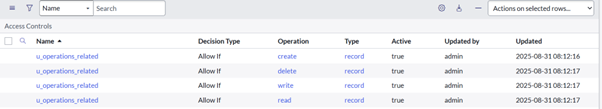 Name Search Actions on selected rows...
Access Controls
Name Decision Type Operation Type Active Updated by Updated
u_operations_related Allow If create record true admin 2025-08-31 08:12:16
u_operations_related Allow If delete record true admin 2025-08-31 08:12:17
u_operations_related Allow If write record true admin 2025-08-31 08:12:17
u_operations_related Allow If read record true admin 2025-08-31 08:12:17